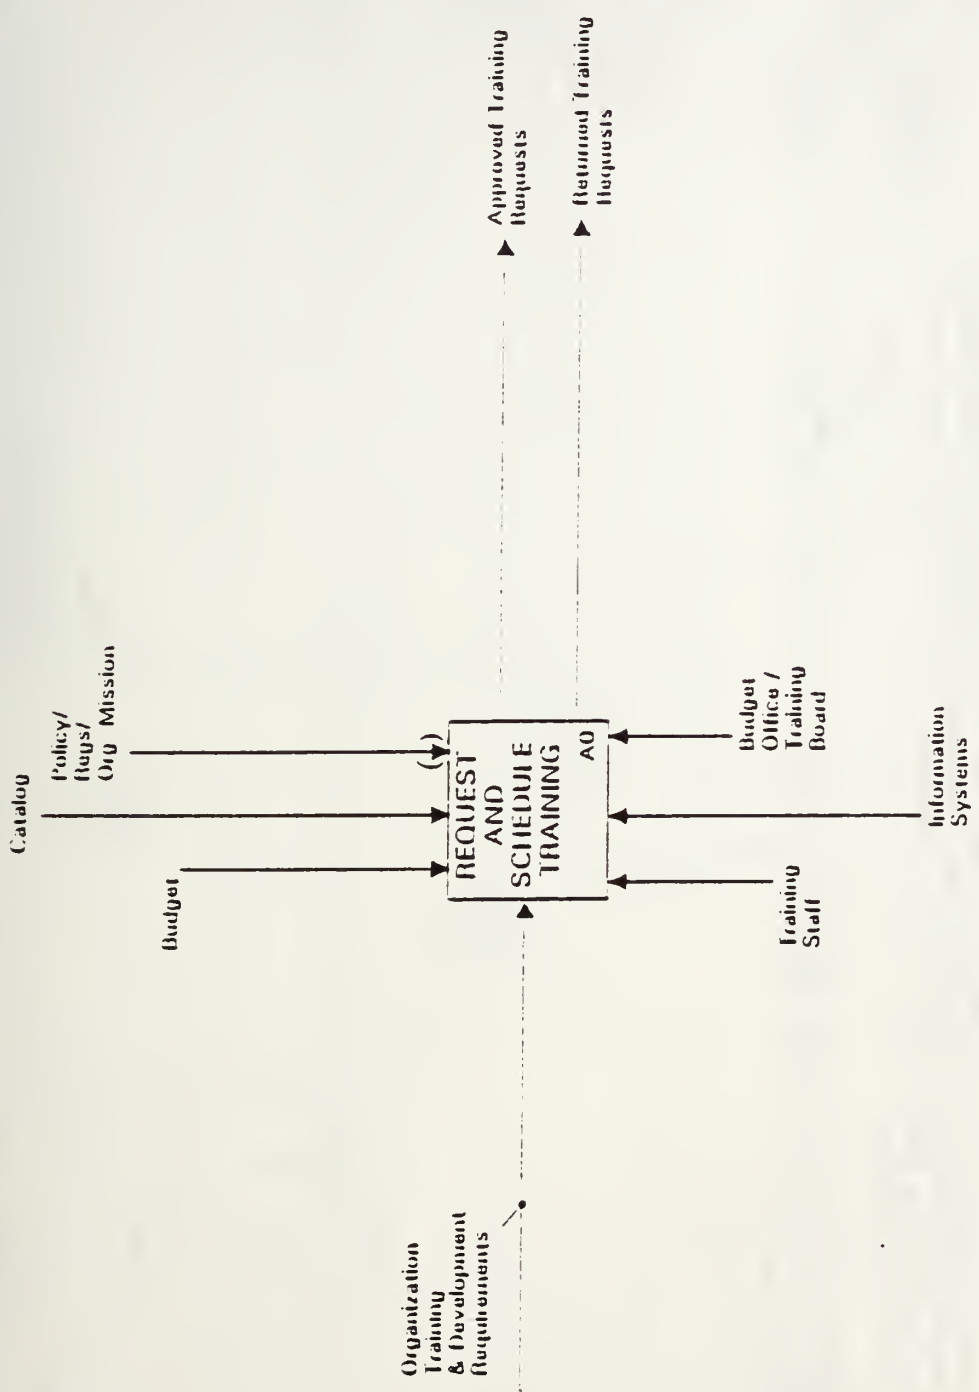 Catalog
Policy/
Regs/
Org Mission
Budget
Organization
Training
& Development
Requirements
REQUEST
AND
SCHEDULE
TRAINING
A0
( )
Approved Training
Requests
Returned Training
Requests
Training
Staff
Information
Systems
Budget
Office /
Training
Board